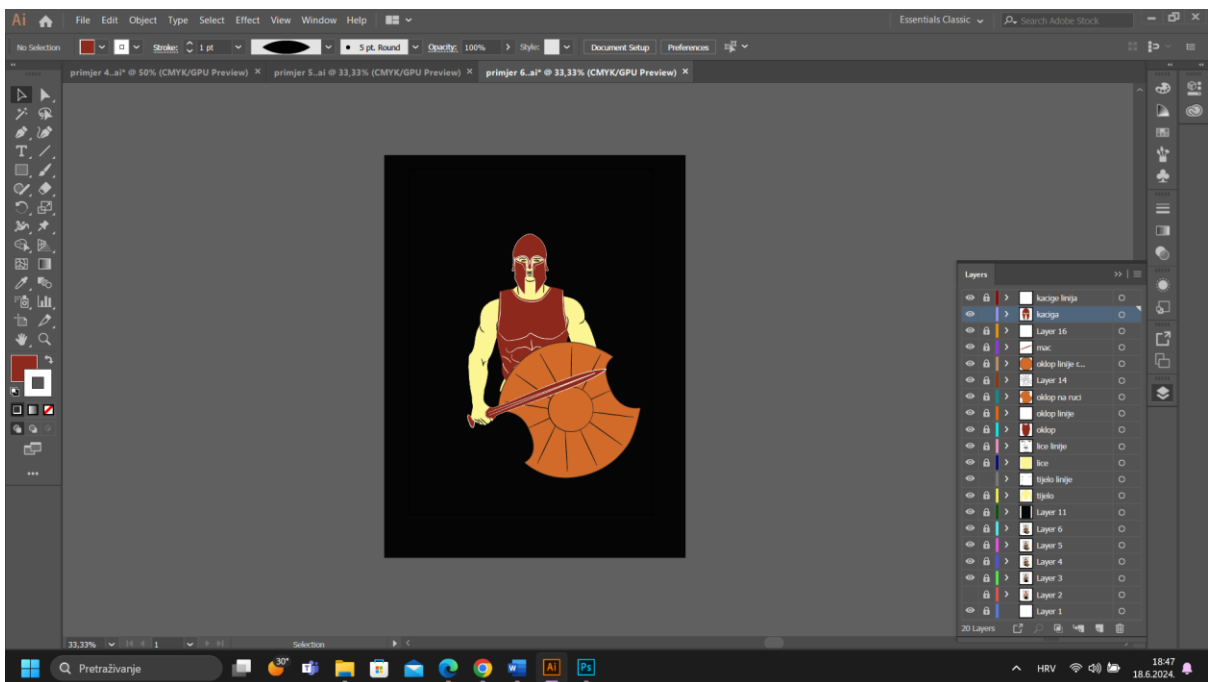 Ai File Edit Object Type Select Effect View Window Help Essentials Classic Search Adobe Stock
No Selection Stroke: 1 pt 5 pt. Round Opacity: 100% Style: Document Setup Preferences
primjer 4..ai* @ 50% (CMYK/GPU Preview) × primjer 5..ai @ 33,33% (CMYK/GPU Preview) × primjer 6..ai* @ 33,33% (CMYK/GPU Preview) ×
Layers
kacige linija
kaciga
Layer 16
mac
oklop linije r...
Layer 14
oklop na ruci
oklop linije
oklop
lice linije
lice
tijelo linije
tijelo
Layer 11
Layer 6
Layer 5
Layer 4
Layer 3
Layer 2
Layer 1
20 Layers
33,33% 1 Selection
Pretraživanje 30° W Ai Ps HRV 18:47
18.6.2024.